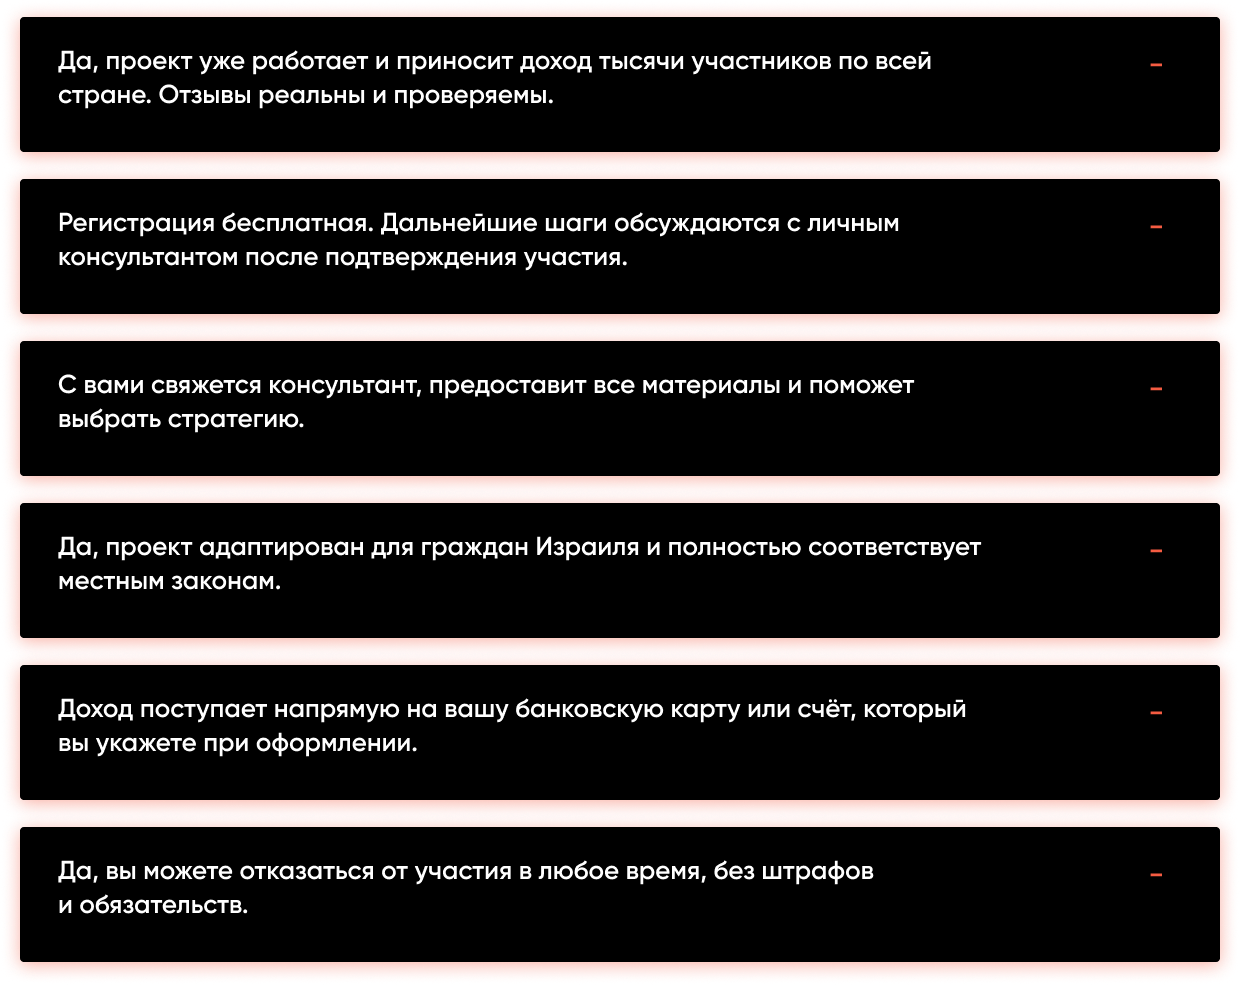 Да, проект уже работает и приносит доход тысячи участников по всей
стране. Отзывы реальны и проверяемы.
Регистрация бесплатная. Дальнейшие шаги обсуждаются с личным
консультантом после подтверждения участия.
С вами свяжется консультант, предоставит все материалы и поможет
выбрать стратегию.
Да, проект адаптирован для граждан Израиля и полностью соответствует
местным законам.
Доход поступает напрямую на вашу банковскую карту или счёт, который
вы укажете при оформлении.
Да, вы можете отказаться от участия в любое время, без штрафов
и обязательств.